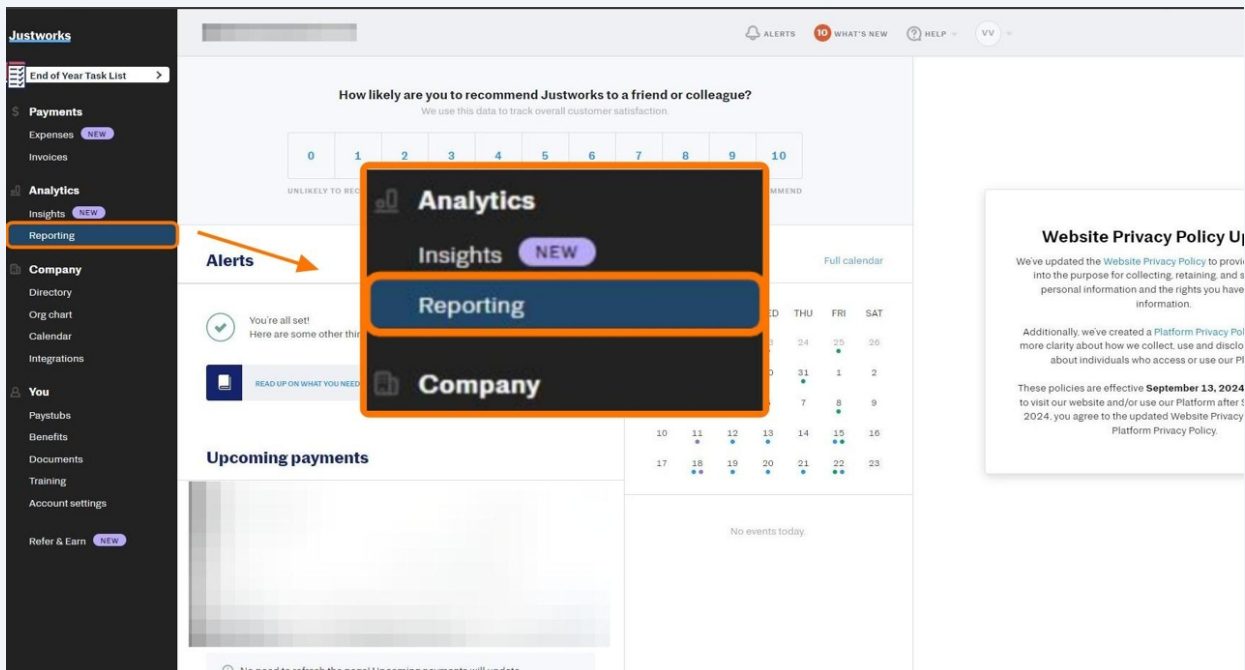 Justworks
ALERTS
10 WHAT'S NEW
HELP
VV
End of Year Task List
Payments
Expenses NEW
Invoices
Analytics
Insights NEW
Reporting
Company
Directory
Org chart
Calendar
Integrations
You
Paystubs
Benefits
Documents
Training
Account settings
Refer & Earn NEW
How likely are you to recommend Justworks to a friend or colleague?
We use this data to track overall customer satisfaction.
0 1 2 3 4 5 6 7 8 9 10
UNLIKELY TO
Analytics
Insights NEW
Reporting
Company
Alerts
You're all set!
Here are some other
READ UP ON WHAT YOU NEED
Upcoming payments
Full calendar
THU FRI SAT
24 25 26
31 1 2
7 8 9
10 11 12 13 14 15 16
17 18 19 20 21 22 23
No events today.
No need to refresh the page! Upcoming payments will update
Website Privacy Policy
We've updated the Website Privacy Policy to
into the purpose for collecting, retaining, and
personal information and the rights you have
information.
Additionally, we've created a Platform Privacy
more clarity about how we collect, use and
about individuals who access or use our
These policies are effective September 13, 2024
to visit our website and/or use our Platform after
2024, you agree to the updated Website Privacy
Platform Privacy Policy.